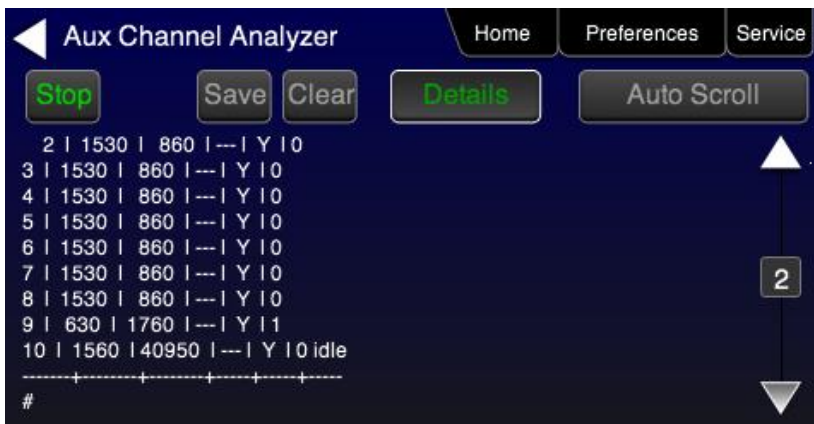 Aux Channel Analyzer Home Preferences Service
Stop Save Clear Details Auto Scroll
2 | 1530 | 860 |---| Y |0
3 | 1530 | 860 |---| Y |0
4 | 1530 | 860 |---| Y |0
5 | 1530 | 860 |---| Y |0
6 | 1530 | 860 |---| Y |0
7 | 1530 | 860 |---| Y |0
8 | 1530 | 860 |---| Y |0
9 | 630 | 1760 |---| Y |1
10 | 1560 |40950 |---| Y |0 idle
-------+--------+--------+-----+-----+-----
#
2